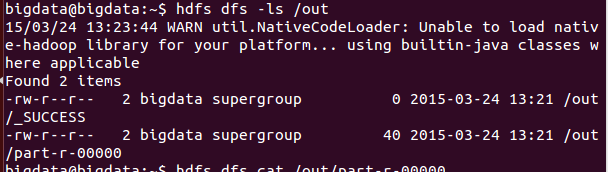 bigdata@bigdata:~$ hdfs dfs -ls /out
15/03/24 13:23:44 WARN util.NativeCodeLoader: Unable to load nativ
e-hadoop library for your platform... using builtin-java classes w
here applicable
Found 2 items
-rw-r--r--   2 bigdata supergroup          0 2015-03-24 13:21 /out
/_SUCCESS
-rw-r--r--   2 bigdata supergroup         40 2015-03-24 13:21 /out
/part-r-00000
bigdata@bigdata:~$ hdfs dfs cat /out/part-r-00000